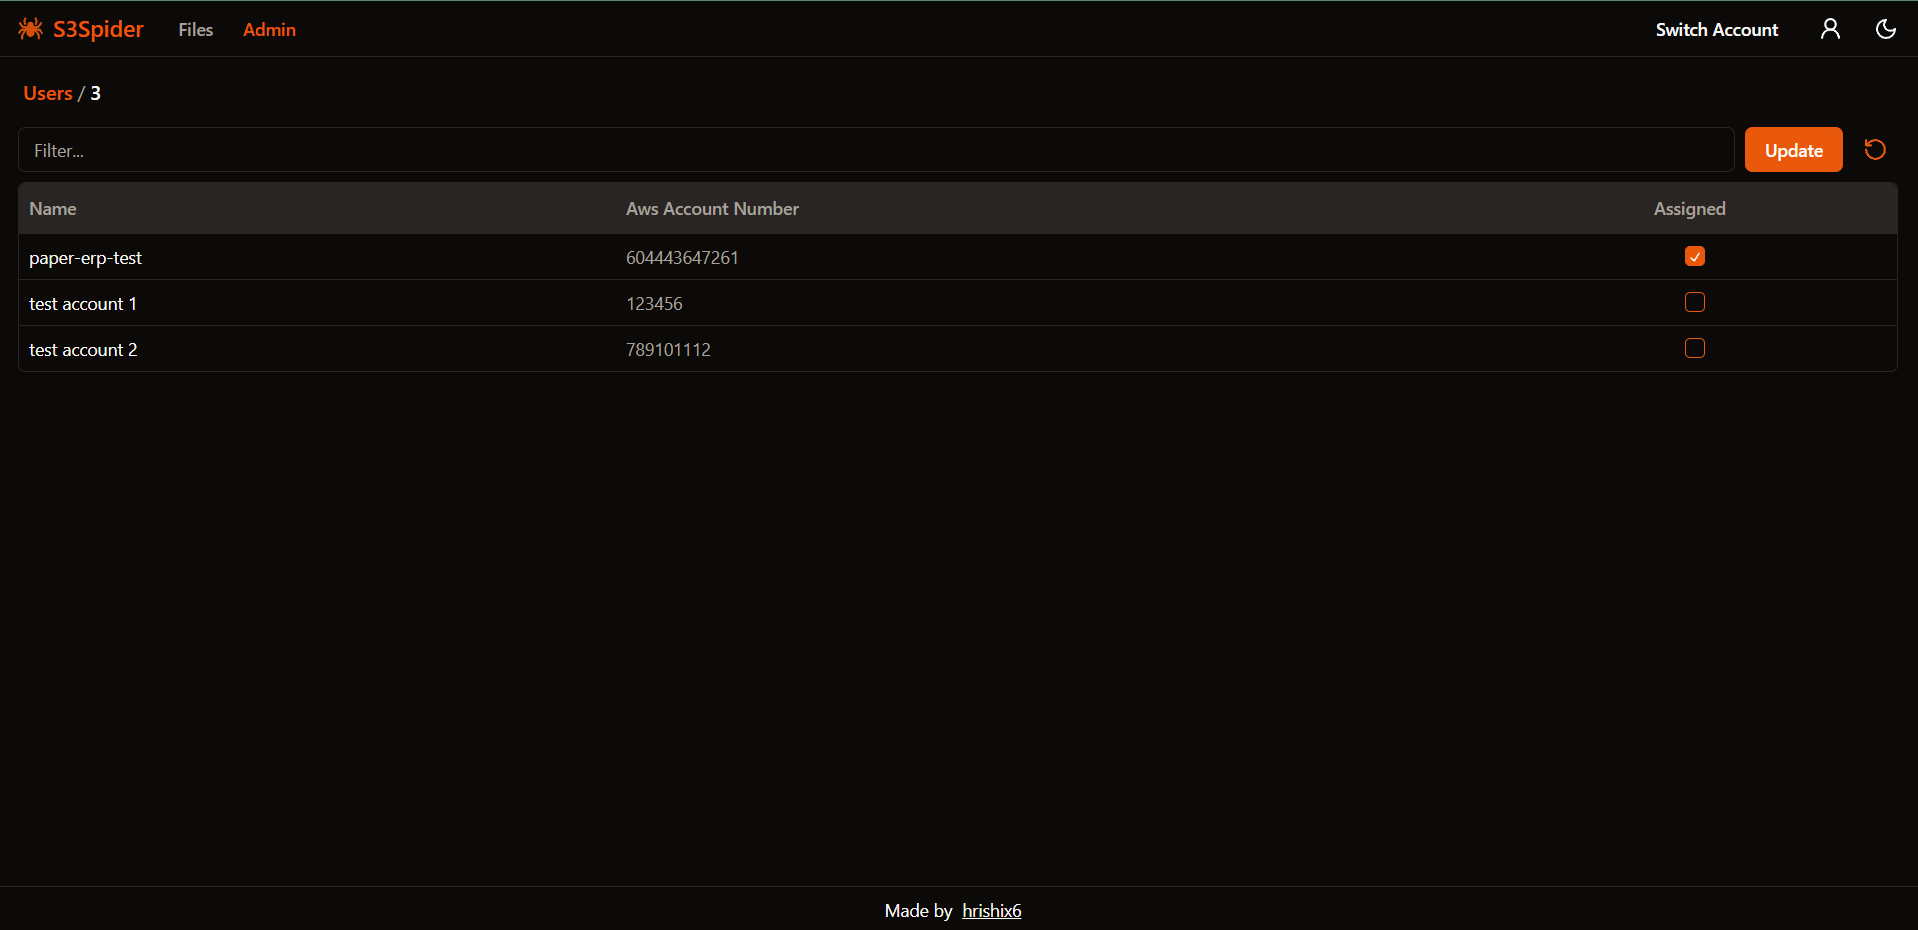 S3Spider Files Admin Switch Account
Users / 3
Filter... Update
Name Aws Account Number Assigned
paper-erp-test 604443647261
test account 1 123456
test account 2 789101112
Made by hrishix6